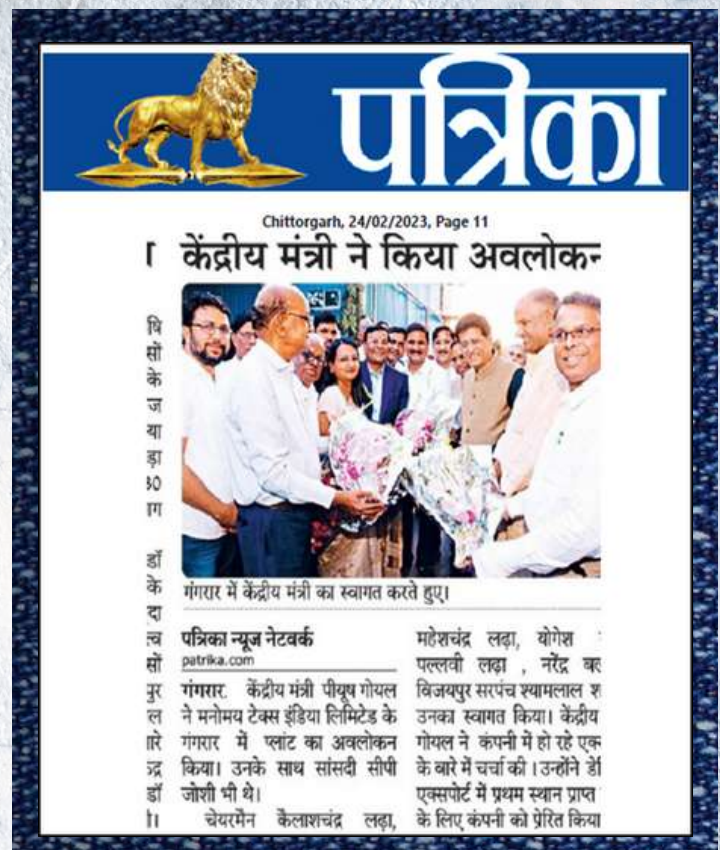 पत्रिका
Chittorgarh, 24/02/2023, Page 11
केंद्रीय मंत्री ने किया अवलोकन
षि
सों
के
ज
या
ड़ा
30
ाग
डॉ
के
दा
त्व
सों
पुर
ल
ारे
द्र
डॉ
ो।
गंगरार में केंद्रीय मंत्री का स्वागत करते हुए।
पत्रिका न्यूज नेटवर्क
patrika.com
गंगरार. केंद्रीय मंत्री पीयूष गोयल
ने मनोमय टेक्स इंडिया लिमिटेड के
गंगरार में प्लांट का अवलोकन
किया। उनके साथ सांसदी सीपी
जोशी भी थे।
चेयरमैन कैलाशचंद्र लढ़ा,
महेशचंद्र लढ़ा, योगेश
पल्लवी लढ़ा , नरेंद्र
विजयपुर सरपंच श्यामलाल
उनका स्वागत किया। केंद्रीय
गोयल ने कंपनी में हो रहे
के बारे में चर्चा की। उन्होंने
एक्सपोर्ट में प्रथम स्थान प्राप्त
के लिए कंपनी को प्रेरित किया